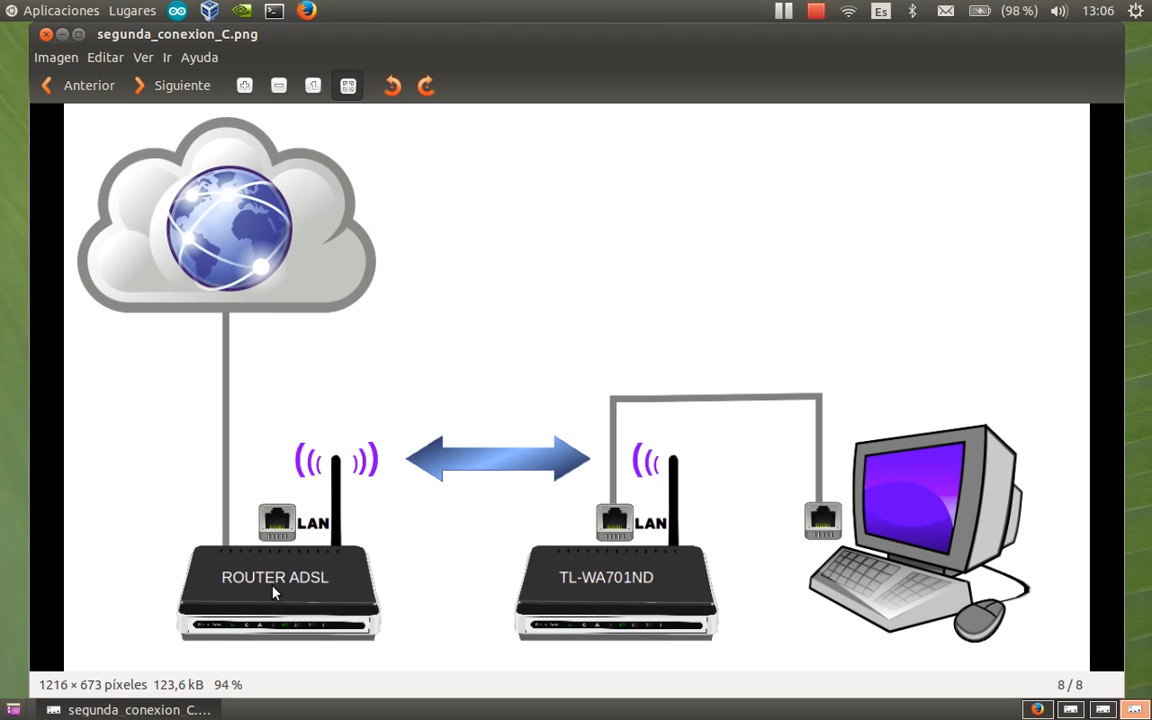 Aplicaciones Lugares Es (98 %) 13:06
segunda_conexion_C.png
Imagen Editar Ver Ir Ayuda
Anterior Siguiente
LAN LAN
ROUTER ADSL TL-WA701ND
1216 × 673 píxeles 123,6 kB 94 % 8 / 8
segunda_conexion_C....